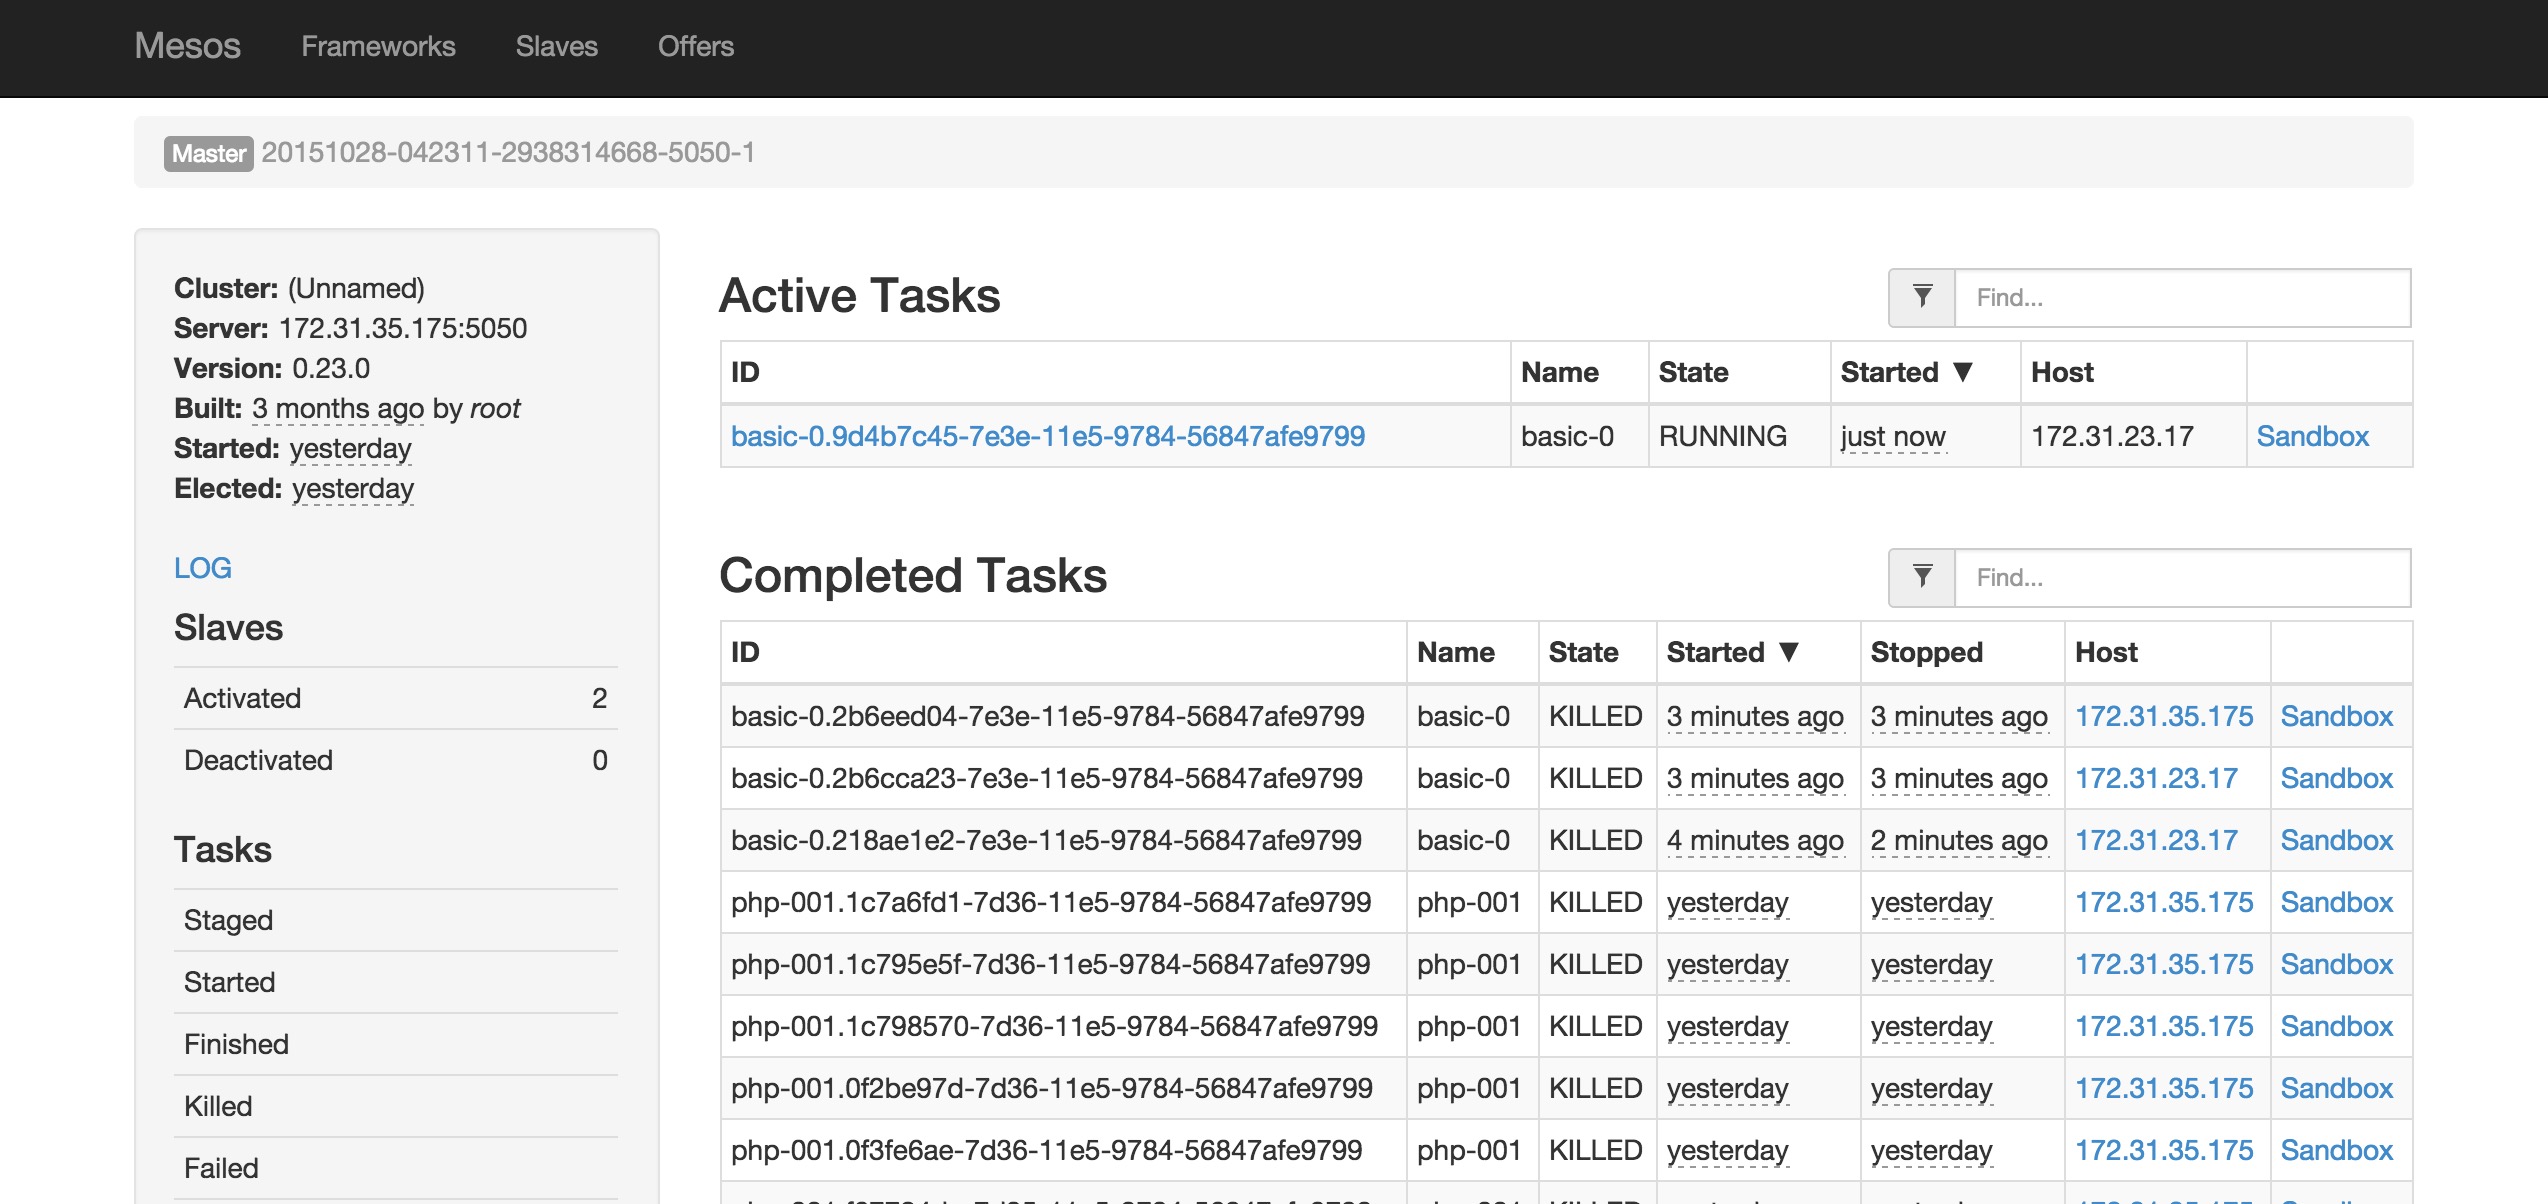 Mesos Frameworks Slaves Offers
Master 20151028-042311-2938314668-5050-1
Cluster: (Unnamed)
Server: 172.31.35.175:5050
Version: 0.23.0
Built: 3 months ago by root
Started: yesterday
Elected: yesterday
LOG
Slaves
Activated 2
Deactivated 0
Tasks
Staged
Started
Finished
Killed
Failed
Active Tasks
Find...
ID Name State Started ▼ Host
basic-0.9d4b7c45-7e3e-11e5-9784-56847afe9799 basic-0 RUNNING just now 172.31.23.17 Sandbox
Completed Tasks
Find...
ID Name State Started ▼ Stopped Host
basic-0.2b6eed04-7e3e-11e5-9784-56847afe9799 basic-0 KILLED 3 minutes ago 3 minutes ago 172.31.35.175 Sandbox
basic-0.2b6cca23-7e3e-11e5-9784-56847afe9799 basic-0 KILLED 3 minutes ago 3 minutes ago 172.31.23.17 Sandbox
basic-0.218ae1e2-7e3e-11e5-9784-56847afe9799 basic-0 KILLED 4 minutes ago 2 minutes ago 172.31.23.17 Sandbox
php-001.1c7a6fd1-7d36-11e5-9784-56847afe9799 php-001 KILLED yesterday yesterday 172.31.35.175 Sandbox
php-001.1c795e5f-7d36-11e5-9784-56847afe9799 php-001 KILLED yesterday yesterday 172.31.35.175 Sandbox
php-001.1c798570-7d36-11e5-9784-56847afe9799 php-001 KILLED yesterday yesterday 172.31.35.175 Sandbox
php-001.0f2be97d-7d36-11e5-9784-56847afe9799 php-001 KILLED yesterday yesterday 172.31.35.175 Sandbox
php-001.0f3fe6ae-7d36-11e5-9784-56847afe9799 php-001 KILLED yesterday yesterday 172.31.35.175 Sandbox